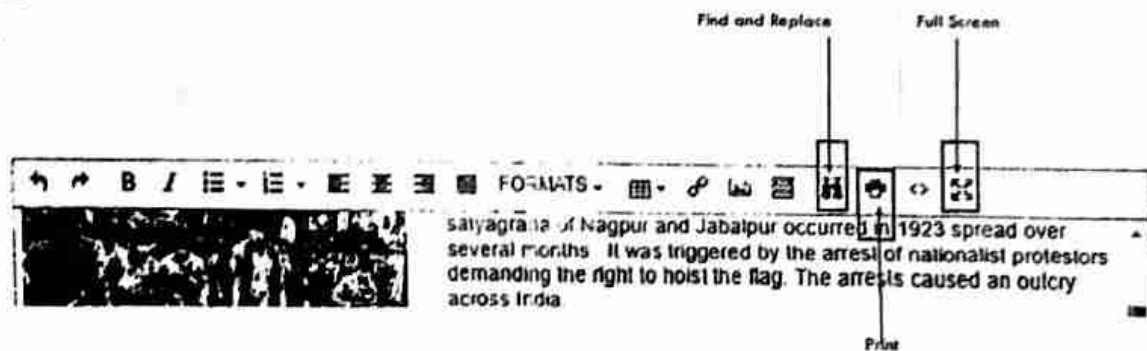 Find and Replace
Full Screen
B I FORMATS
satyagraha of Nagpur and Jabalpur occurred in 1923 spread over
several months It was triggered by the arrest of nationalist protestors
demanding the right to hoist the flag. The arrests caused an outcry
across India
Print